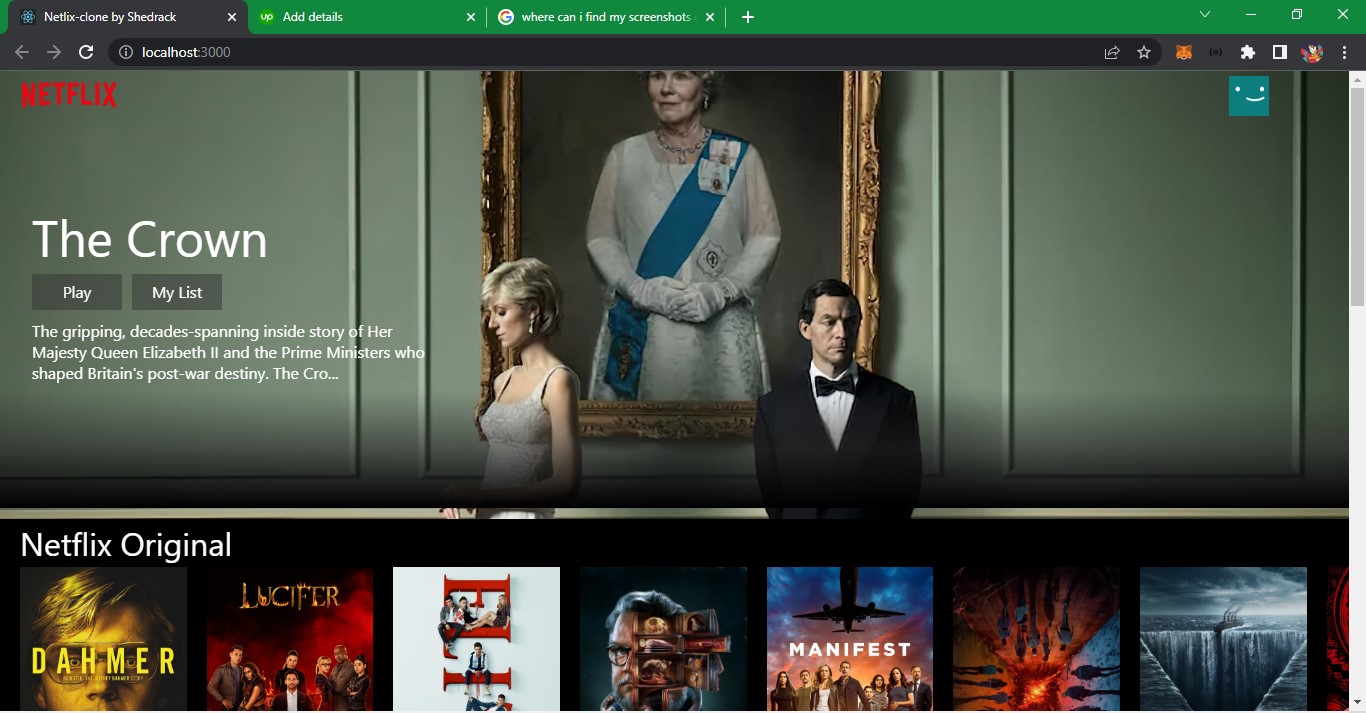 Netlix-clone by Shedrack
up
Add details
G
where can i find my screenshots
localhost:3000
NETFLIX
The Crown
Play
My List
The gripping, decades-spanning inside story of Her
Majesty Queen Elizabeth II and the Prime Ministers who
shaped Britain's post-war destiny. The Cro...
Netflix Original
DAHMER
LUCIFER
ELIT
MANIFEST